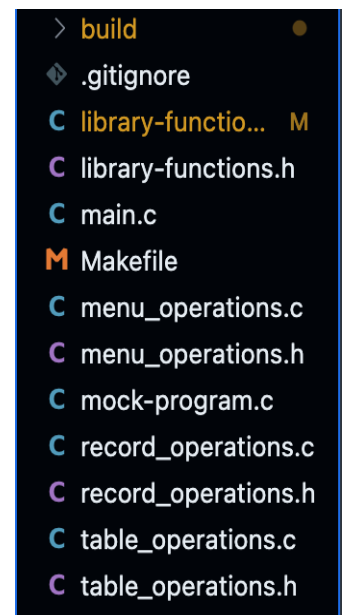 > build
.gitignore
C library-functio... M
C library-functions.h
C main.c
M Makefile
C menu_operations.c
C menu_operations.h
C mock-program.c
C record_operations.c
C record_operations.h
C table_operations.c
C table_operations.h